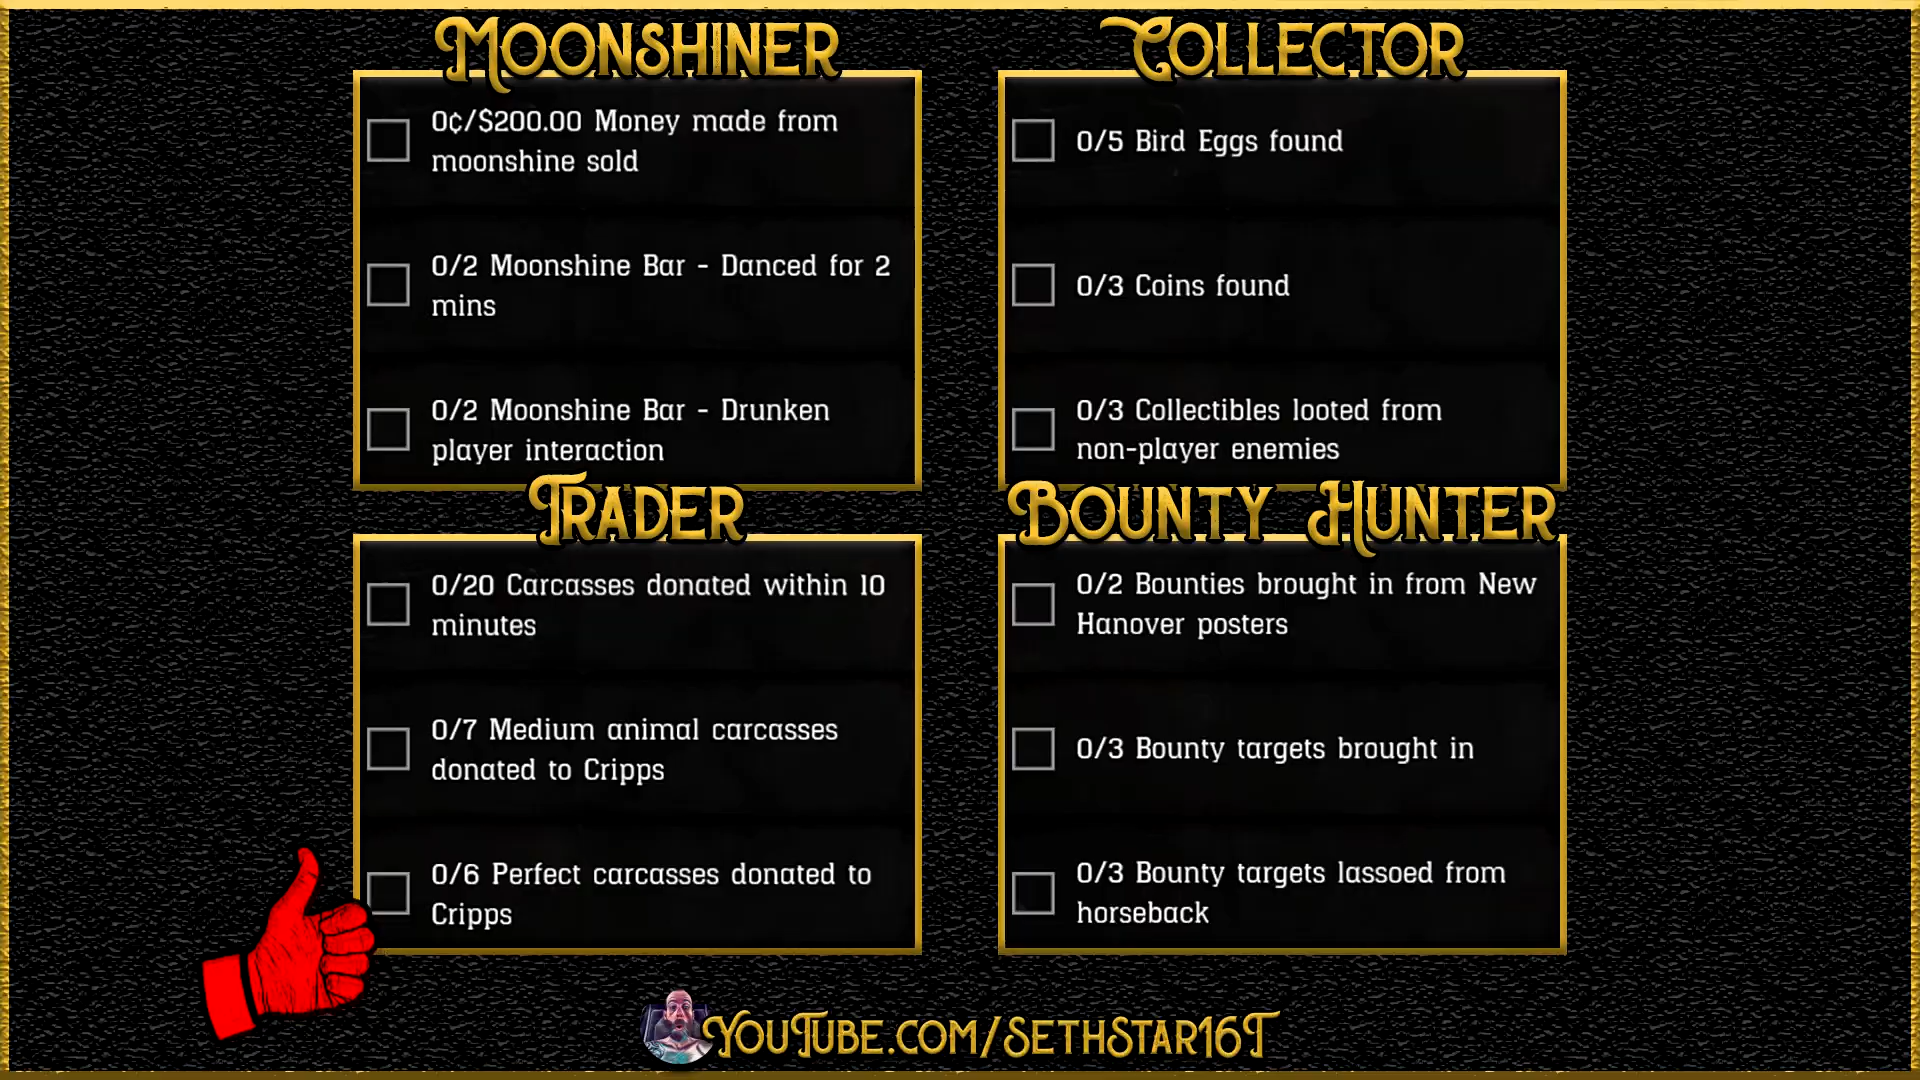 MOONSHINER
0¢/$200.00 Money made from
moonshine sold
0/2 Moonshine Bar - Danced for 2
mins
0/2 Moonshine Bar - Drunken
player interaction
COLLECTOR
0/5 Bird Eggs found
0/3 Coins found
0/3 Collectibles looted from
non-player enemies
TRADER
0/20 Carcasses donated within 10
minutes
0/7 Medium animal carcasses
donated to Cripps
0/6 Perfect carcasses donated to
Cripps
BOUNTY HUNTER
0/2 Bounties brought in from New
Hanover posters
0/3 Bounty targets brought in
0/3 Bounty targets lassoed from
horseback
YOUTUBE.COM/SETHSTAR16T